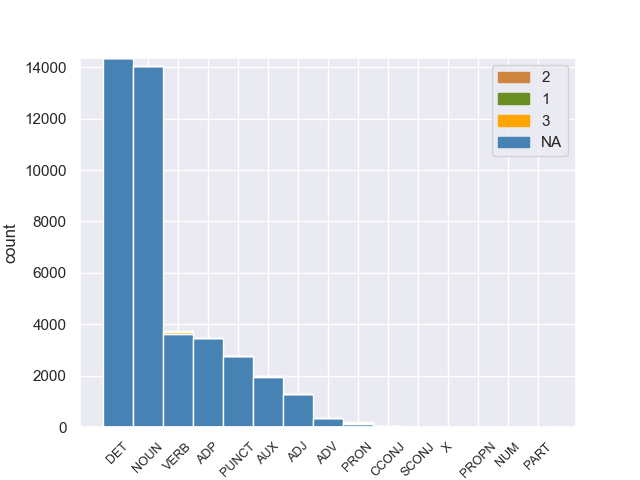 14000
12000
10000
8000
6000
4000
2000
0
count
2
1
3
NA
DET
NOUN
VERB
ADP
PUNCT
AUX
ADJ
ADV
PRON
CCONJ
SCONJ
X
PROPN
NUM
PART